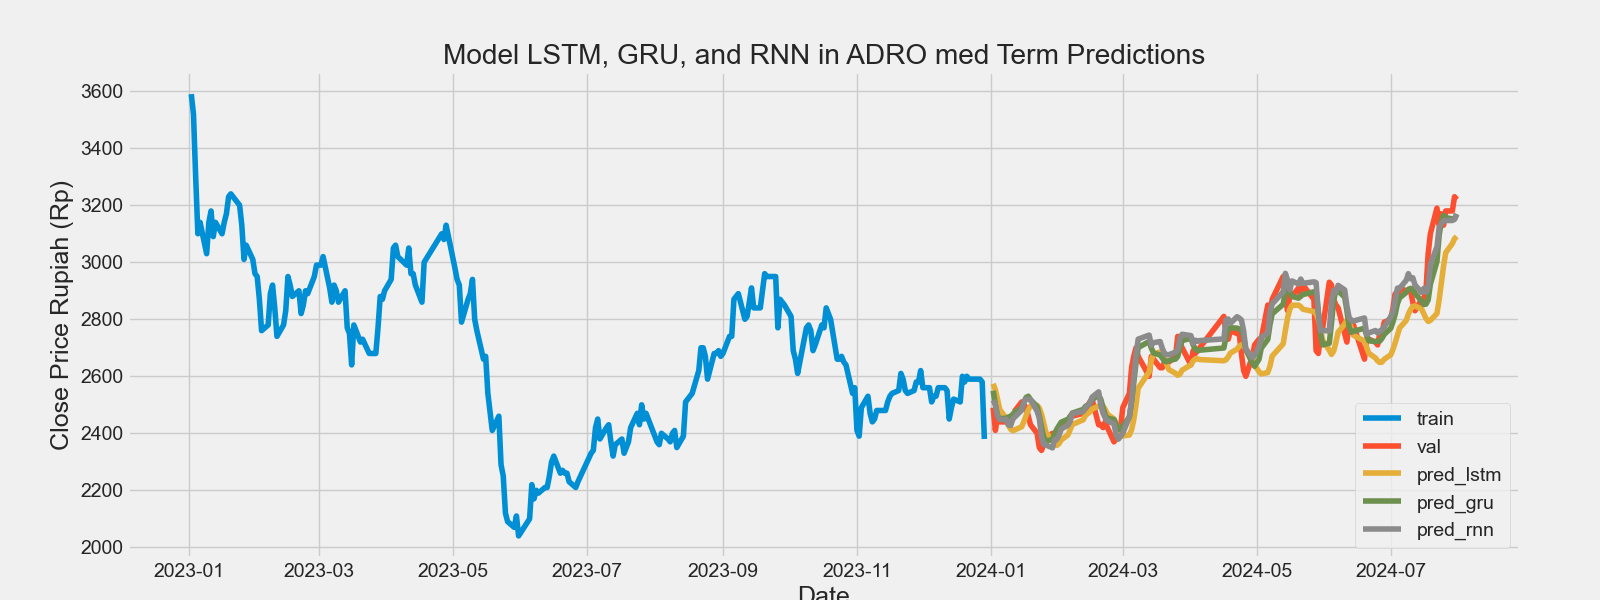 Model LSTM, GRU, and RNN in ADRO med Term Predictions
Close Price Rupiah (Rp)
3600
3400
3200
3000
2800
2600
2400
2200
2000
2023-01 2023-03 2023-05 2023-07 2023-09 2023-11 2024-01 2024-03 2024-05 2024-07
Date
train
val
pred_lstm
pred_gru
pred_rnn